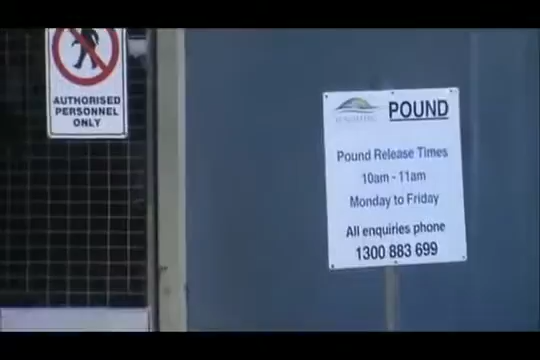 AUTHORISED
PERSONNEL
ONLY
POUND
Pound Release Times
10am - 11am
Monday to Friday
All enquiries phone
1300 883 699